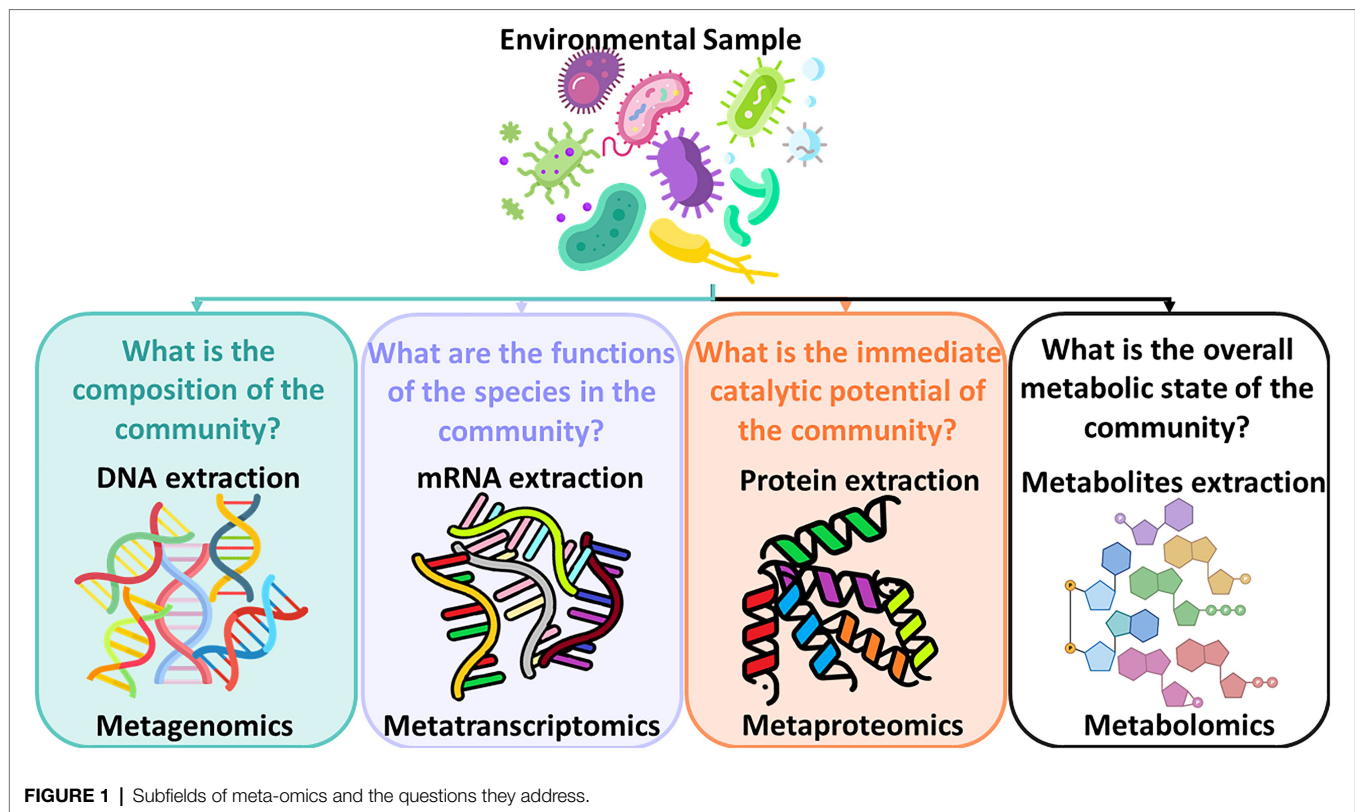 Environmental Sample
What is the
composition of the
community?
DNA extraction
Metagenomics
What are the functions
of the species in the
community?
mRNA extraction
Metatranscriptomics
What is the immediate
catalytic potential of
the community?
Protein extraction
Metaproteomics
What is the overall
metabolic state of the
community?
Metabolites extraction
P
P
P
P P P
P
P P
P
Metabolomics
FIGURE 1 | Subfields of meta-omics and the questions they address.